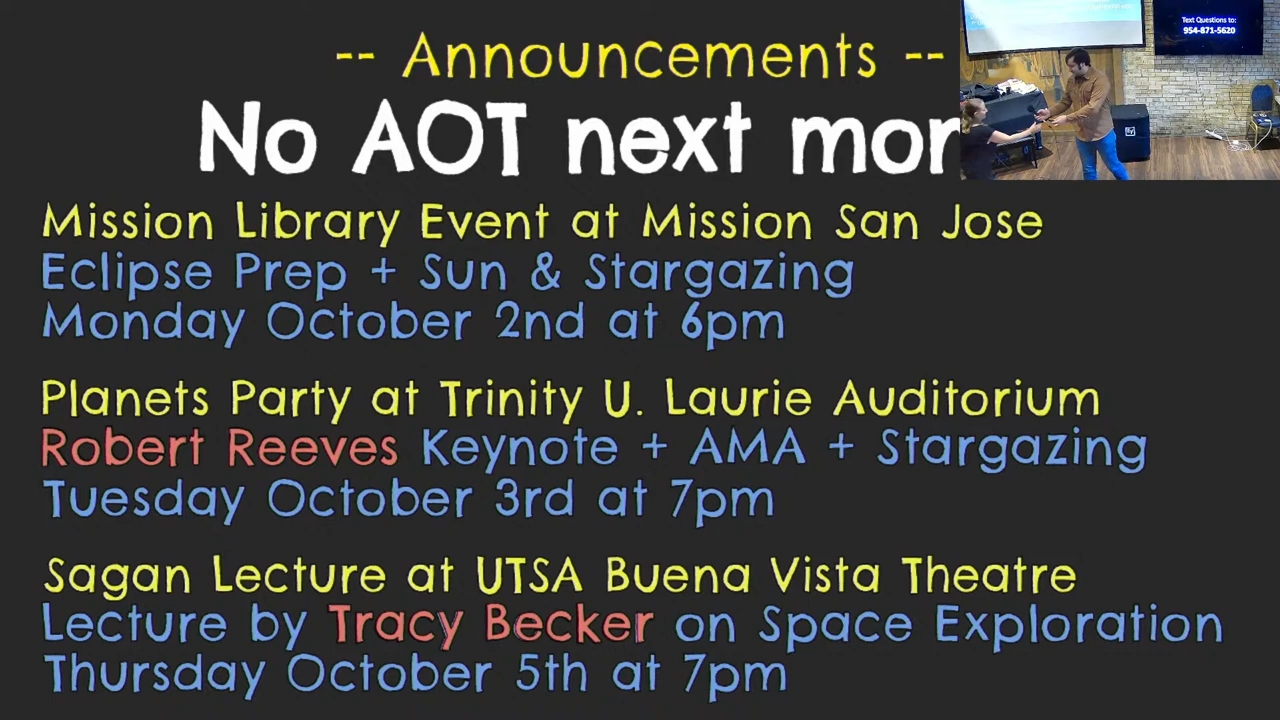 -- Announcements --
No AOT next mon
Mission Library Event at Mission San Jose
Eclipse Prep + Sun & Stargazing
Monday October 2nd at 6pm
Planets Party at Trinity U. Laurie Auditorium
Robert Reeves Keynote + AMA + Stargazing
Tuesday October 3rd at 7pm
Sagan Lecture at UTSA Buena Vista Theatre
Lecture by Tracy Becker on Space Exploration
Thursday October 5th at 7pm
Text Questions to:
954-871-5620